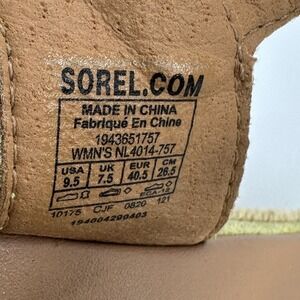 SOREL.COM
MADE IN CHINA
Fabriqué En Chine
1943651757
WMN'S NL4014-757
USA UK EUR CM
9.5 7.5 40.5 26.5
10175 CJF 0820 121
194004299403